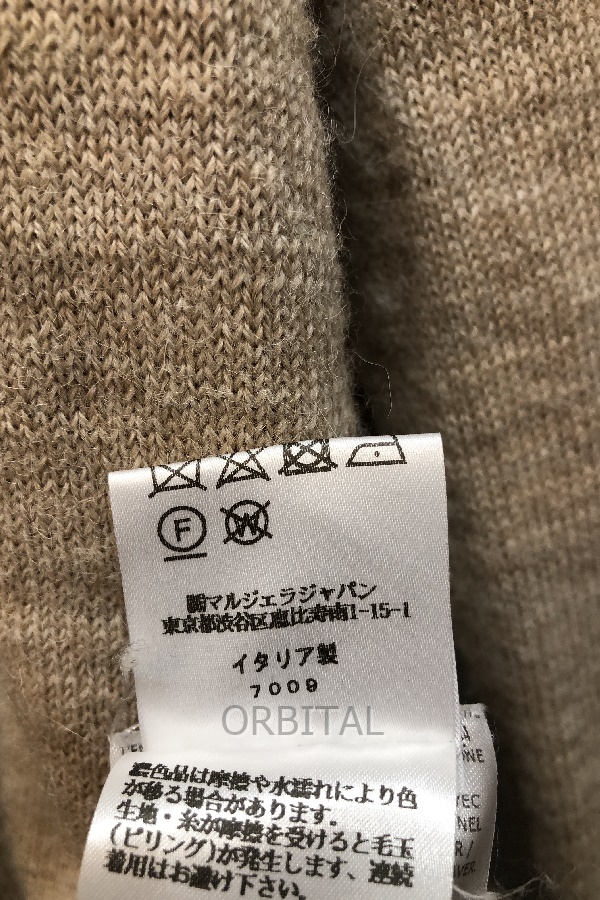 F
W
㈱マルジェラジャパン
東京都渋谷区恵比寿南1-15-1
イタリア製
7009
ORBITAL
濃色品は摩擦や水濡れにより色
が移る場合があります。
生地・糸が摩擦を受けると毛玉
(ピリング)が発生します、連続
着用はお避け下さい。